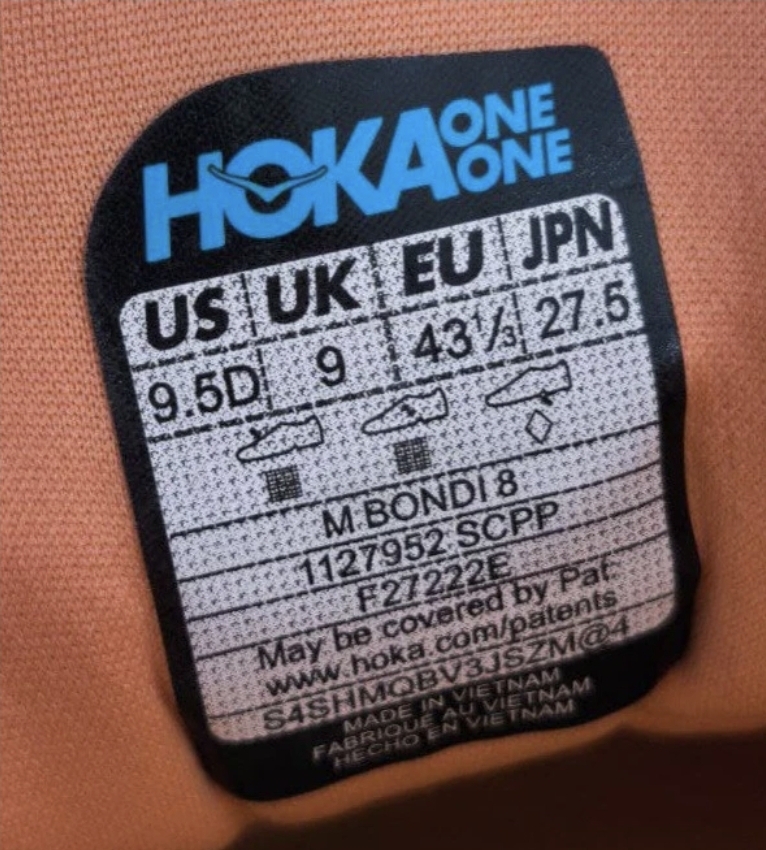 HOKA ONE ONE
US UK EU JPN
9.5D 9 43⅓ 27.5
M BONDI 8
1127952 SCPP
F27222E
May be covered by Pat:
www.hoka.com/patents
S4SHMQBV3JSZM@4
MADE IN VIETNAM
FABRIQUÉ AU VIETNAM
HECHO EN VIETNAM